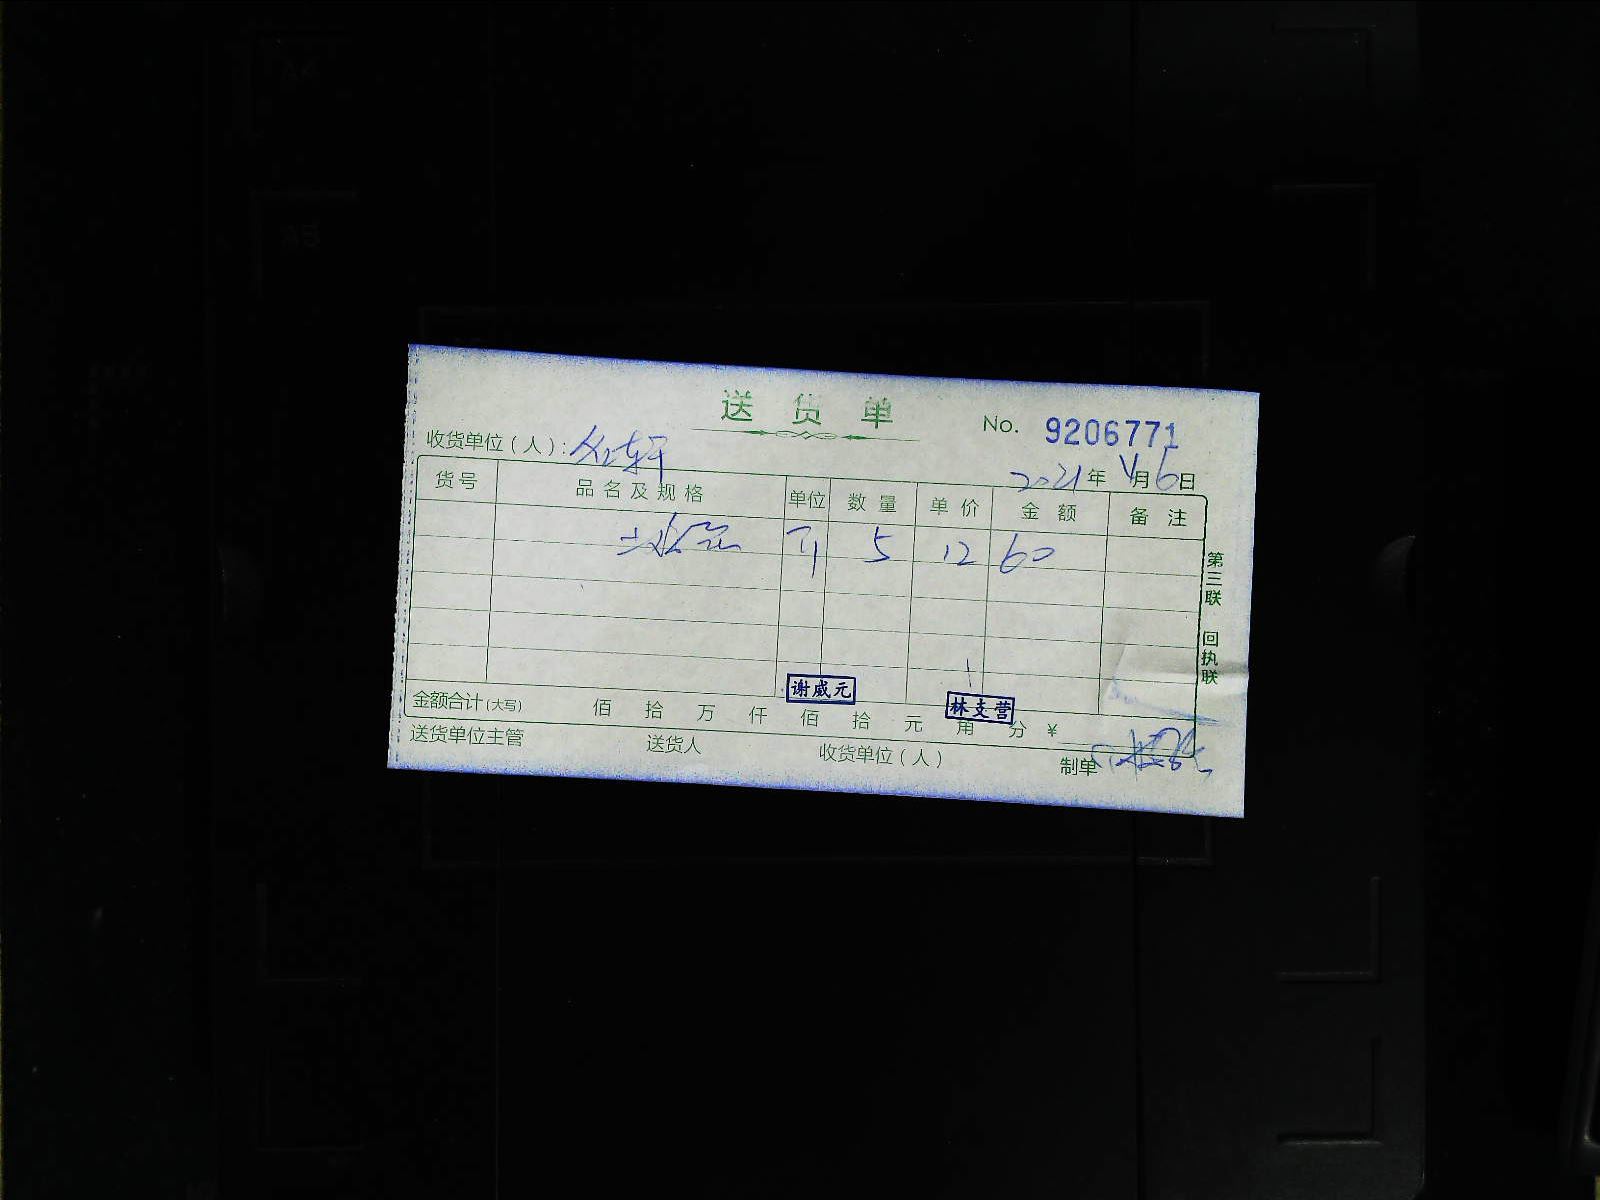 送货单
No. 9206771
收货单位（人）：
2021年 月6日
货号 品名及规格 单位 数量 单价 金额 备注
5 12 60
第三联 回执联
谢威元 林支营
金额合计(大写) 佰 拾 万 仟 佰 拾 元 角 分 ¥
送货单位主管 送货人 收货单位（人） 制单